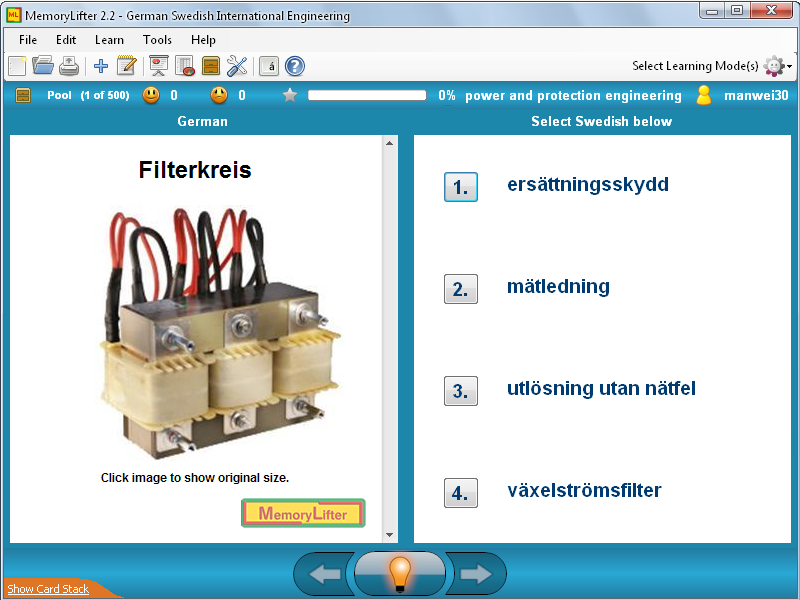 MemoryLifter 2.2 - German Swedish International Engineering
File Edit Learn Tools Help
á ? Select Learning Mode(s)
Pool (1 of 500) 0 0 0% power and protection engineering manwei30
German
Select Swedish below
Filterkreis
Click image to show original size.
MemoryLifter
1. ersättningsskydd
2. mätledning
3. utlösning utan nätfel
4. växelströmsfilter
Show Card Stack